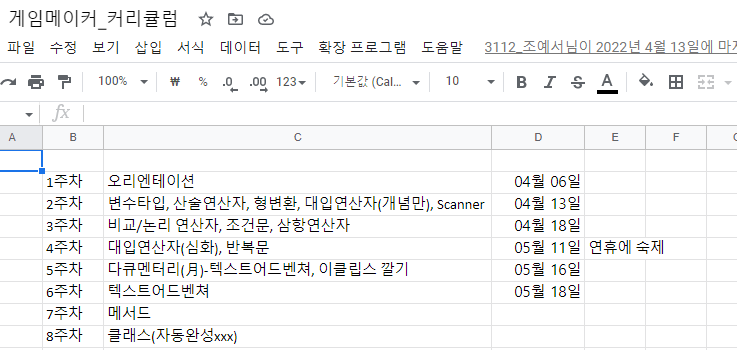 게임메이커_커리큘럼
파일 수정 보기 삽입 서식 데이터 도구 확장 프로그램 도움말 3112_조예서님이 2022년 4월 13일에 마지
100% ₩ % .0 .00 123 기본값 (Cal... 10 B I S A
fx
A B C D E F
1주차 오리엔테이션 04월 06일
2주차 변수타입, 산술연산자, 형변환, 대입연산자(개념만), Scanner 04월 13일
3주차 비교/논리 연산자, 조건문, 삼항연산자 04월 18일
4주차 대입연산자(심화), 반복문 05월 11일 연휴에 숙제
5주차 다큐멘터리(月)-텍스트어드벤쳐, 이클립스 깔기 05월 16일
6주차 텍스트어드벤쳐 05월 18일
7주차 메서드
8주차 클래스(자동완성xxx)